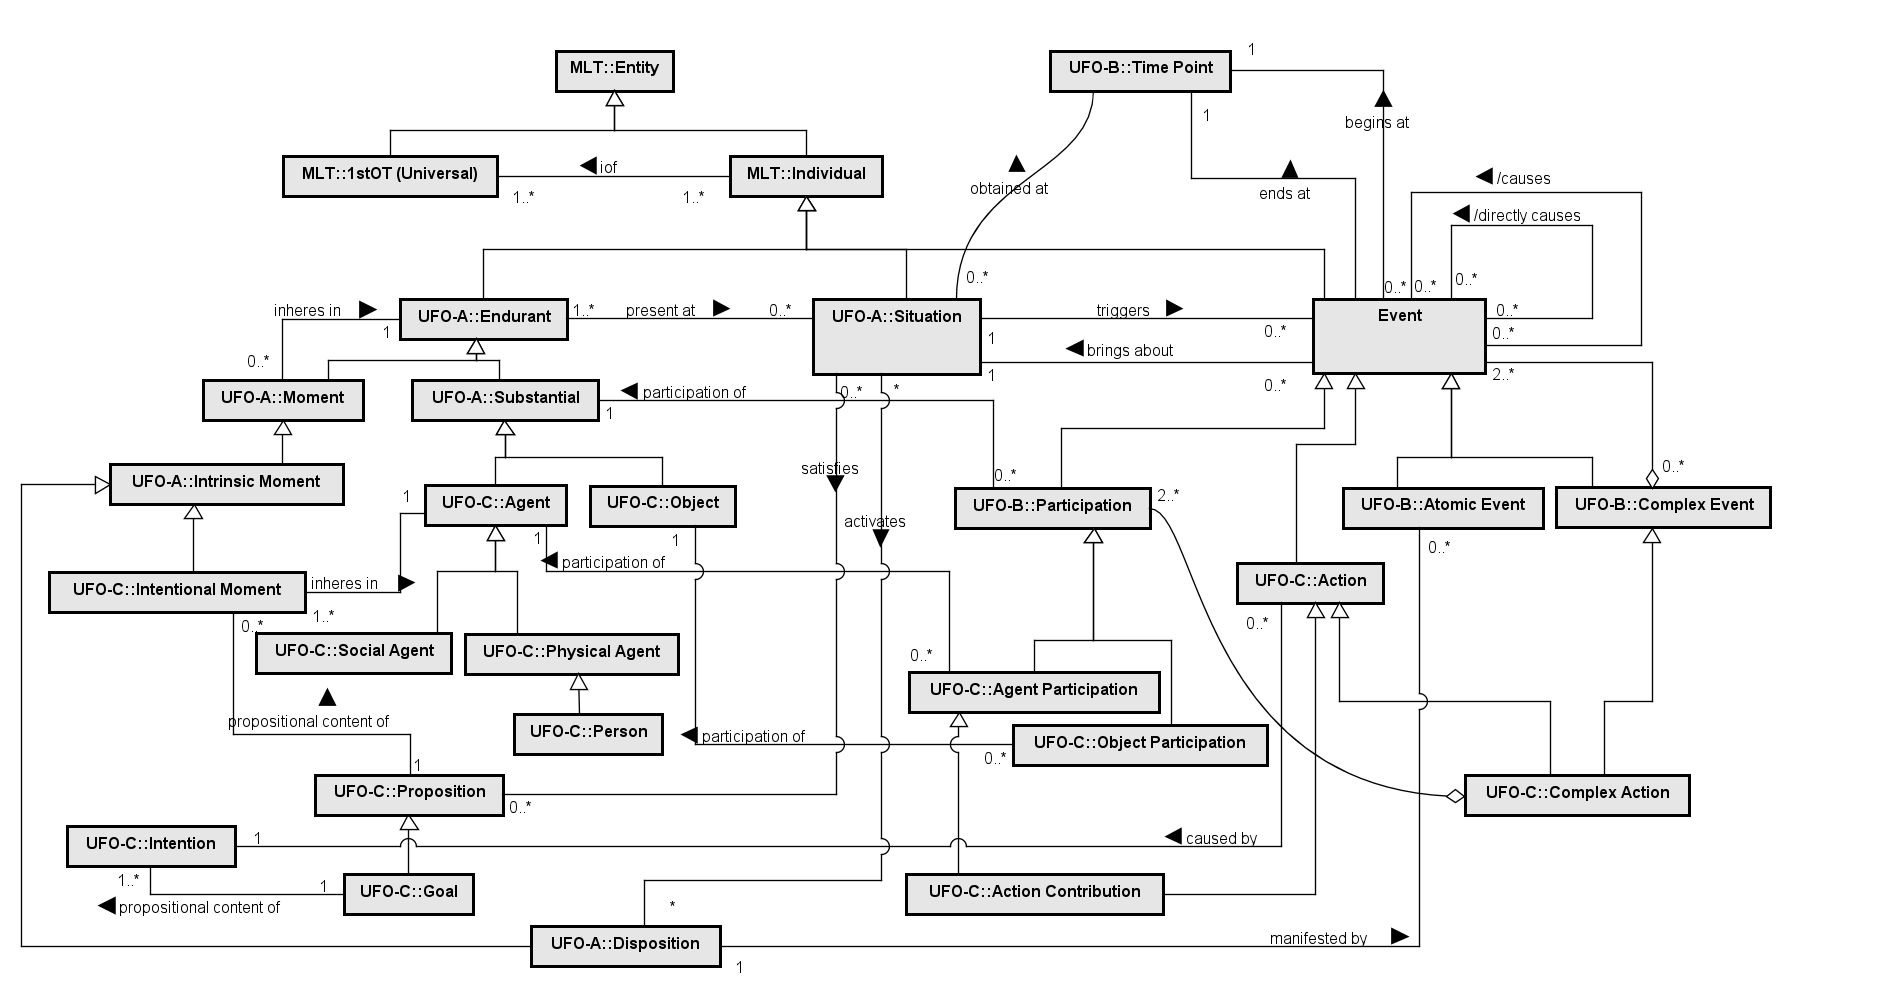 1
MLT::Entity
UFO-B::Time Point
1
begins at
MLT::1stOT (Universal)
iof
MLT::Individual
obtained at
ends at
/causes
1..*
1..*
/directly causes
0..*
0..*
0..*
0..*
inheres in
UFO-A::Endurant
1..*
present at
0..*
UFO-A::Situation
triggers
Event
0..*
1
0..*
1
0..*
brings about
0..*
1
0..*
2..*
UFO-A::Moment
UFO-A::Substantial
participation of
0..*
*
1
satisfies
0..*
0..*
UFO-A::Intrinsic Moment
1
UFO-C::Agent
UFO-C::Object
UFO-B::Participation
2..*
UFO-B::Atomic Event
UFO-B::Complex Event
activates
1
1
0..*
participation of
UFO-C::Intentional Moment
inheres in
UFO-C::Action
1..*
0..*
0..*
UFO-C::Social Agent
UFO-C::Physical Agent
0..*
UFO-C::Agent Participation
propositional content of
UFO-C::Person
participation of
UFO-C::Object Participation
0..*
1
UFO-C::Proposition
0..*
UFO-C::Complex Action
UFO-C::Intention
1
caused by
1..*
1
UFO-C::Goal
UFO-C::Action Contribution
propositional content of
*
UFO-A::Disposition
manifested by
1